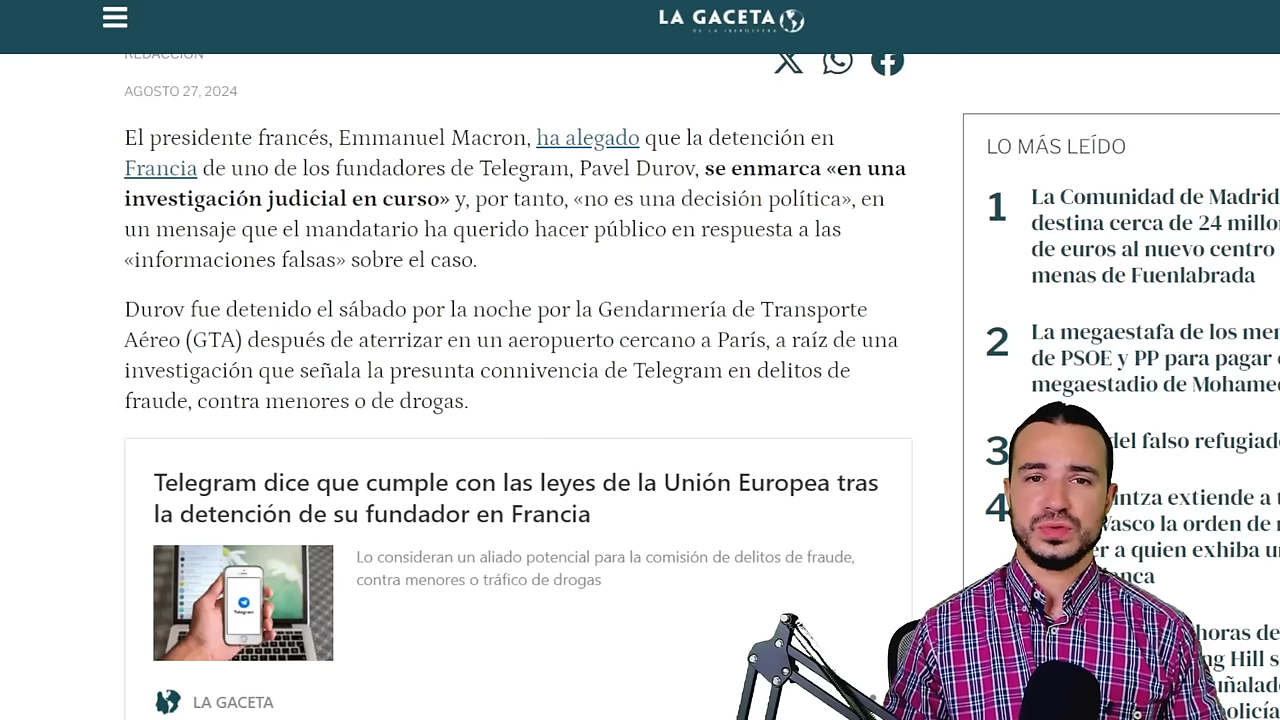 LA GACETA
DE LA IBEROSFERA
REDACCIÓN
AGOSTO 27, 2024
El presidente francés, Emmanuel Macron, ha alegado que la detención en
Francia de uno de los fundadores de Telegram, Pavel Durov, se enmarca «en una
investigación judicial en curso» y, por tanto, «no es una decisión política», en
un mensaje que el mandatario ha querido hacer público en respuesta a las
«informaciones falsas» sobre el caso.
Durov fue detenido el sábado por la noche por la Gendarmería de Transporte
Aéreo (GTA) después de aterrizar en un aeropuerto cercano a París, a raíz de una
investigación que señala la presunta connivencia de Telegram en delitos de
fraude, contra menores o de drogas.
Telegram dice que cumple con las leyes de la Unión Europea tras
la detención de su fundador en Francia
Lo consideran un aliado potencial para la comisión de delitos de fraude,
contra menores o tráfico de drogas
Telegram
LA GACETA
LO MÁS LEÍDO
1
La Comunidad de Madrid
destina cerca de 24 millo
de euros al nuevo centro
menas de Fuenlabrada
2
La megaestafa de los
de PSOE y PP para pagar
megaestadio de Mohame
3
del falso refugiad
4
extiende a
Vasco la orden de
a quien exhiba
horas de
Hill